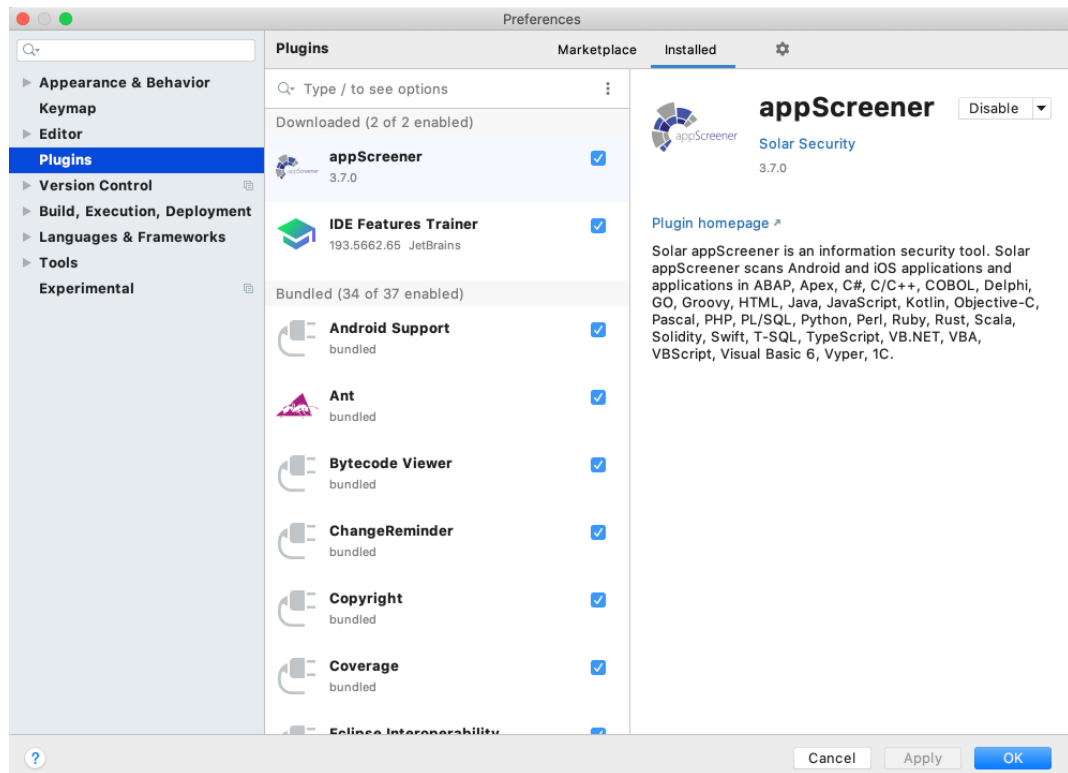 Preferences
Appearance & Behavior
Keymap
Editor
Plugins
Version Control
Build, Execution, Deployment
Languages & Frameworks
Tools
Experimental
Plugins
Marketplace
Installed
Type / to see options
Downloaded (2 of 2 enabled)
appScreener
appScreener
3.7.0
IDE Features Trainer
193.5662.65 JetBrains
Bundled (34 of 37 enabled)
Android Support
bundled
Ant
bundled
Bytecode Viewer
bundled
ChangeReminder
bundled
Copyright
bundled
Coverage
bundled
Eclipse Interoperability
appScreener
appScreener
Disable
Solar Security
3.7.0
Plugin homepage ↗
Solar appScreener is an information security tool. Solar
appScreener scans Android and iOS applications and
applications in ABAP, Apex, C#, C/C++, COBOL, Delphi,
GO, Groovy, HTML, Java, JavaScript, Kotlin, Objective-C,
Pascal, PHP, PL/SQL, Python, Perl, Ruby, Rust, Scala,
Solidity, Swift, T-SQL, TypeScript, VB.NET, VBA,
VBScript, Visual Basic 6, Vyper, 1C.
?
Cancel
Apply
OK